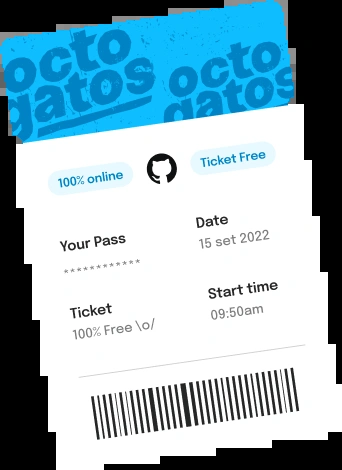 octo
gatos
octo
gatos
100% online
Ticket Free
Your Pass
************
Date
15 set 2022
Ticket
100% Free \o/
Start time
09:50am